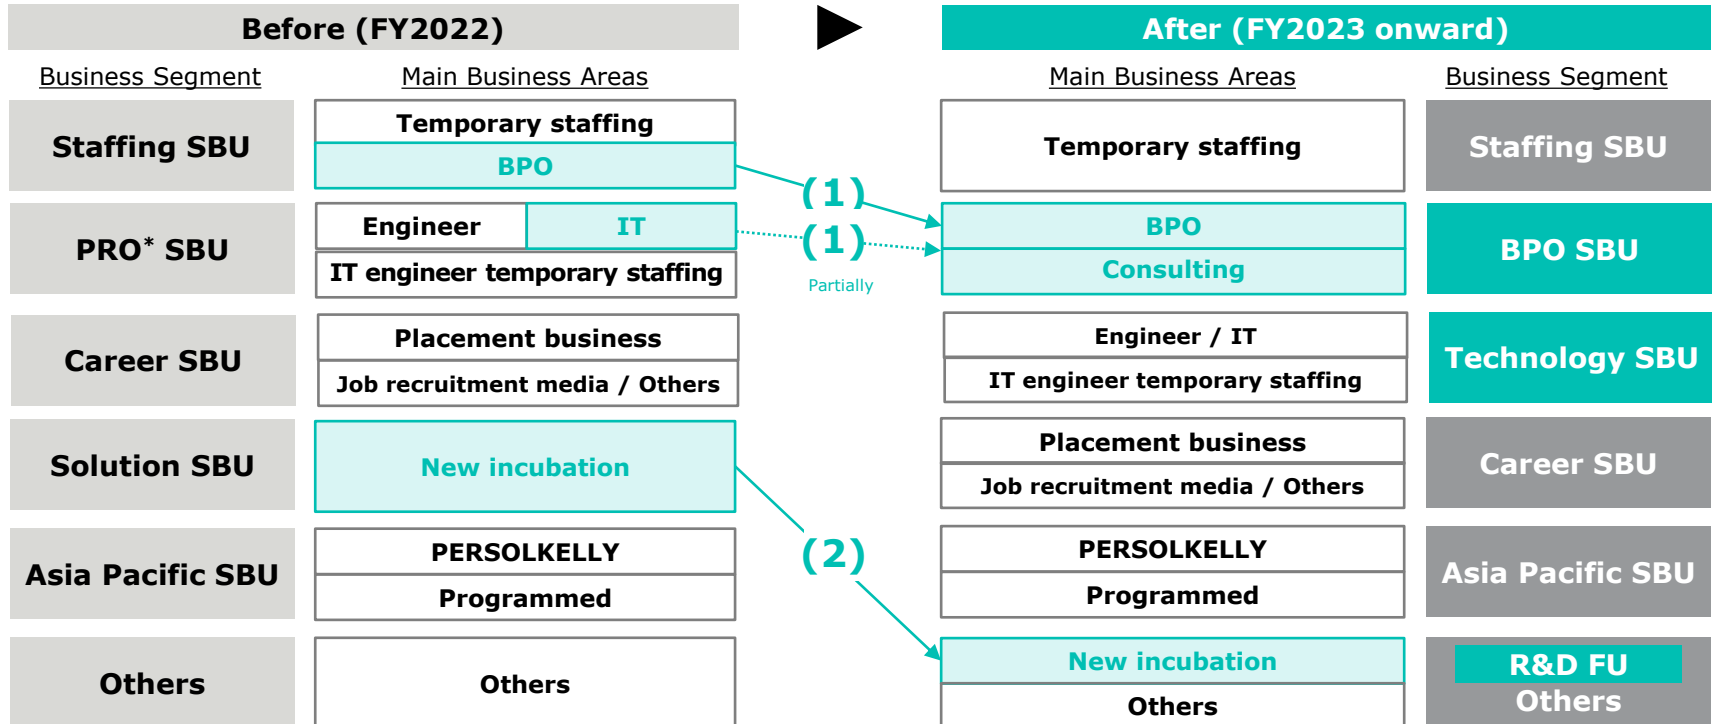 Before (FY2022)
After (FY2023 onward)
Business Segment
Main Business Areas
Main Business Areas
Business Segment
Staffing SBU
Temporary staffing
BPO
Temporary staffing
Staffing SBU
(1)
PRO* SBU
Engineer
IT
IT engineer temporary staffing
(1)
Partially
BPO
Consulting
BPO SBU
Career SBU
Placement business
Job recruitment media / Others
Engineer / IT
IT engineer temporary staffing
Technology SBU
Solution SBU
New incubation
Placement business
Job recruitment media / Others
Career SBU
(2)
Asia Pacific SBU
PERSOLKELLY
Programmed
PERSOLKELLY
Programmed
Asia Pacific SBU
Others
Others
New incubation
Others
R&D FU
Others